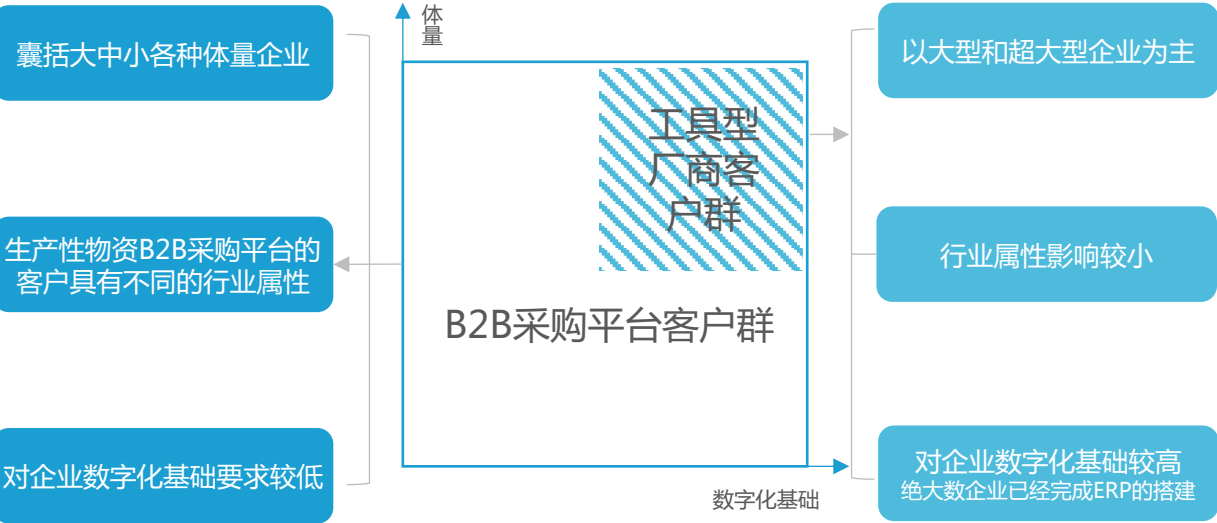 囊括大中小各种体量企业
生产性物资B2B采购平台的
客户具有不同的行业属性
对企业数字化基础要求较低
体
量
工具型
厂商客
户群
B2B采购平台客户群
数字化基础
以大型和超大型企业为主
行业属性影响较小
对企业数字化基础较高
绝大数企业已经完成ERP的搭建